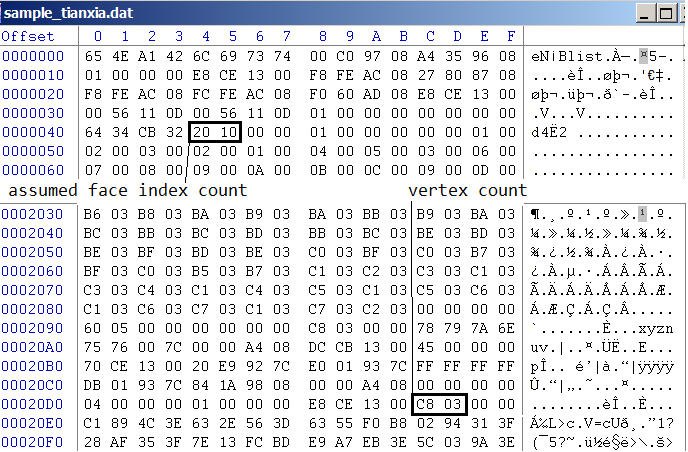 sample_tianxia.dat
Offset 0 1 2 3 4 5 6 7 8 9 A B C D E F
0000000 65 4E A1 42 6C 69 73 74 00 C0 97 08 A4 35 96 08 eN¡Blist.À—.¤5–.
0000010 01 00 00 00 E8 CE 13 00 F8 FE AC 08 27 80 87 08 ....èÎ..øþ¬.'€‡.
0000020 F8 FE AC 08 FC FE AC 08 F0 60 AD 08 E8 CE 13 00 øþ¬.üþ¬.ð`-.èÎ..
0000030 00 56 11 0D 00 56 11 0D 01 00 00 00 00 00 00 00 .V...V..........
0000040 64 34 CB 32 20 10 00 00 01 00 00 00 00 00 01 00 d4Ë2 ...........
0000050 02 00 03 00 02 00 01 00 04 00 05 00 03 00 06 00 ................
0000060 07 00 08 00 09 00 0A 00 0B 00 0C 00 09 00 0D 00 ................
assumed face index count vertex count
0002030 B6 03 B8 03 BA 03 B9 03 BA 03 BB 03 B9 03 BA 03 ¶.¸.º.¹.º.».¹.º.
0002040 BC 03 BB 03 BC 03 BD 03 BB 03 BC 03 BE 03 BD 03 ¼.».¼.½.».¼.¾.½.
0002050 BE 03 BF 03 BD 03 BE 03 C0 03 BF 03 C0 03 B7 03 ¾.¿.½.¾.À.¿.À.·.
0002060 BF 03 C0 03 B5 03 B7 03 C1 03 C2 03 C3 03 C1 03 ¿.À.µ.·.Á.Â.Ã.Á.
0002070 C3 03 C4 03 C1 03 C4 03 C5 03 C1 03 C5 03 C6 03 Ã.Ä.Á.Ä.Å.Á.Å.Æ.
0002080 C1 03 C6 03 C7 03 C1 03 C7 03 C2 03 00 00 00 00 Á.Æ.Ç.Á.Ç.Â.....
0002090 60 05 00 00 00 00 00 00 C8 03 00 00 78 79 7A 6E `.......È...xyzn
00020A0 75 76 00 7C 00 00 A4 08 DC CB 13 00 45 00 00 00 uv.|..¤.ÜË..E...
00020B0 70 CE 13 00 20 E9 92 7C E0 01 93 7C FF FF FF FF pÎ.. é’|à.“|ÿÿÿÿ
00020C0 DB 01 93 7C 84 1A 98 08 00 00 A4 08 00 00 00 00 Û.“|„.˜...¤.....
00020D0 04 00 00 00 01 00 00 00 E8 CE 13 00 C8 03 00 00 ........èÎ..È...
00020E0 C1 89 4C 3E 63 2E 56 3D 63 55 F0 B8 02 94 31 3F Á‰L>c.V=cUð¸.”1?
00020F0 28 AF 35 3F 7E 13 FC BD E9 A7 EB 3E 5C 03 9A 3E (¯5?~.ü½é§ë>\.š>